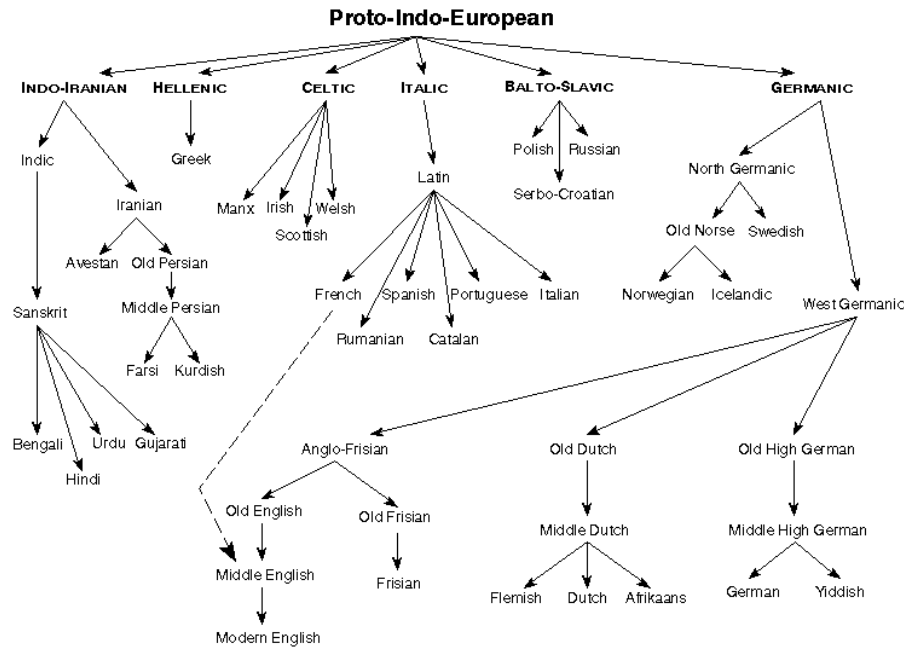 Proto-Indo-European
INDO-IRANIAN HELLENIC CELTIC ITALIC BALTO-SLAVIC GERMANIC
Indic Greek Polish Russian
North Germanic
Latin
Serbo-Croatian
Iranian Manx Irish Welsh
Scottish Old Norse Swedish
Avestan Old Persian
French Spanish Portuguese Italian Norwegian Icelandic
Sanskrit Middle Persian West Germanic
Rumanian Catalan
Farsi Kurdish
Bengali Urdu Gujarati Anglo-Frisian Old Dutch Old High German
Hindi
Old English Old Frisian
Middle Dutch Middle High German
Middle English Frisian
Flemish Dutch Afrikaans German Yiddish
Modern English